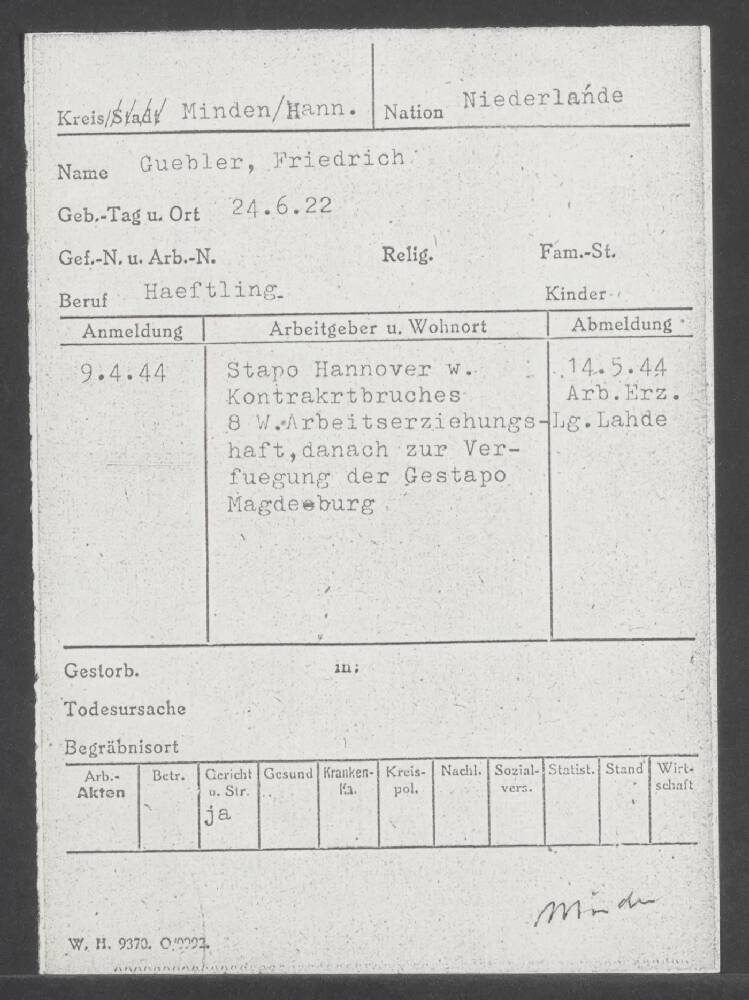 Kreis/Stadt Minden/Hann. Nation Niederlande
Name Guebler, Friedrich
Geb.-Tag u. Ort 24.6.22
Gef.-N. u. Arb.-N. Relig. Fam.-St.
Beruf Haeftling. Kinder
Anmeldung Arbeitgeber u. Wohnort Abmeldung
9.4.44 Stapo Hannover w. 14.5.44
Kontrakrtbruches Arb.Erz.
8 W.Arbeitserziehungs- Lg.Lahde
haft,danach zur Ver-
fuegung der Gestapo
Magdeeburg
Gestorb. in:
Todesursache
Begräbnisort
Arb.- Betr. Gericht Gesund Kranken- Kreis- Nachl. Sozial- Statist. Stand Wirt-
Akten u. Str. Ka. pol. vers. schaft
ja
Minden
W. H. 9370.